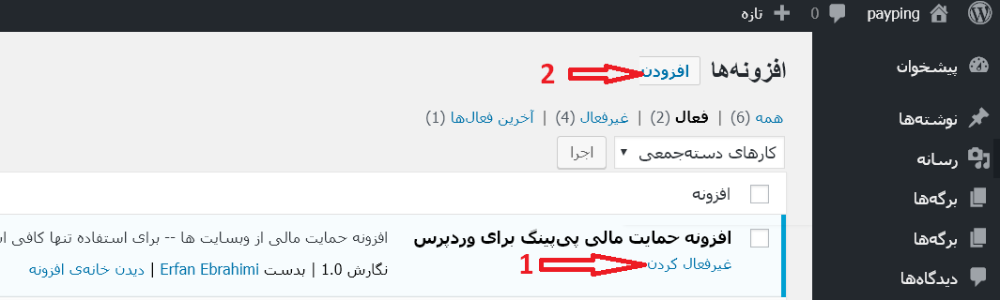 payping 0 تازه
پیشخوان
نوشته‌ها
رسانه
برگه‌ها
برگه‌ها
دیدگاه‌ها
افزونه‌ها افزودن 2
همه (6) | فعال (2) | غیرفعال (4) | آخرین فعال‌ها (1)
کارهای دسته‌جمعی اجرا
افزونه
افزونه حمایت مالی پی‌پینگ برای وردپرس افزونه حمایت مالی از وبسایت ها -- برای استفاده تنها کافی
غیرفعال کردن 1 نگارش 1.0 | بدست Erfan Ebrahimi | دیدن خانه‌ی افزونه